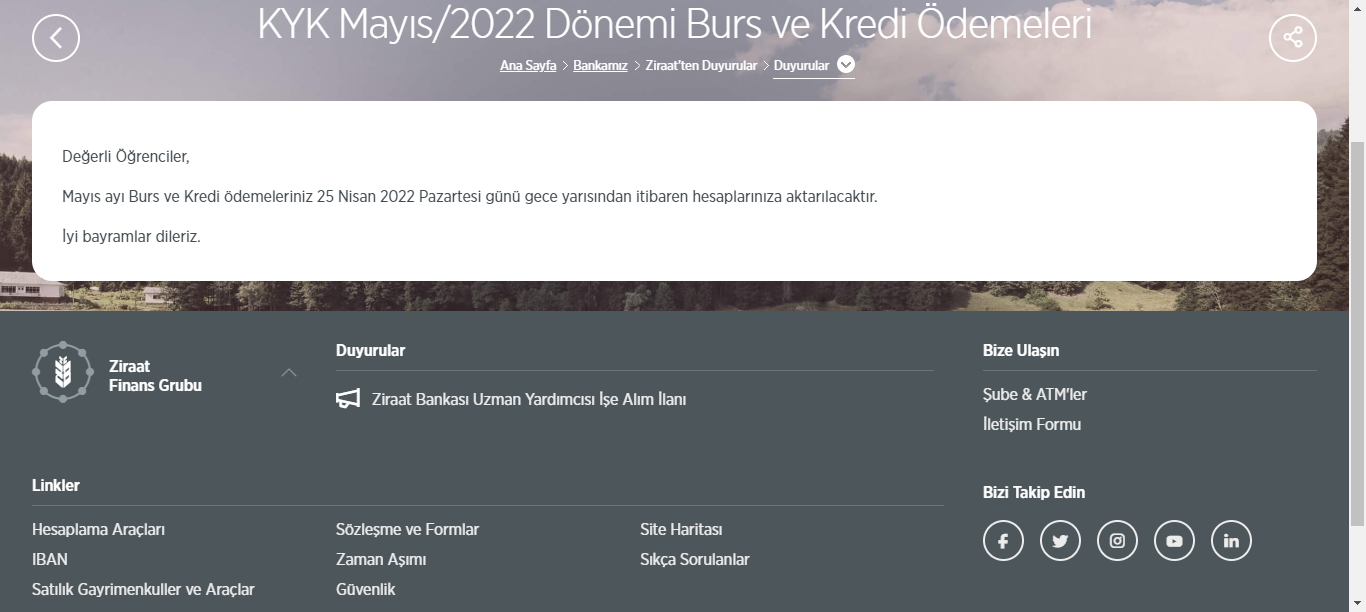 KYK Mayıs/2022 Dönemi Burs ve Kredi Ödemeleri
Ana Sayfa > Bankamız > Ziraat'ten Duyurular > Duyurular
Değerli Öğrenciler,
Mayıs ayı Burs ve Kredi ödemeleriniz 25 Nisan 2022 Pazartesi günü gece yarısından itibaren hesaplarınıza aktarılacaktır.
İyi bayramlar dileriz.
Ziraat
Finans Grubu
Duyurular
Ziraat Bankası Uzman Yardımcısı İşe Alım İlanı
Bize Ulaşın
Şube & ATM'ler
İletişim Formu
Linkler
Hesaplama Araçları
IBAN
Satılık Gayrimenkuller ve Araçlar
Sözleşme ve Formlar
Zaman Aşımı
Güvenlik
Site Haritası
Sıkça Sorulanlar
Bizi Takip Edin